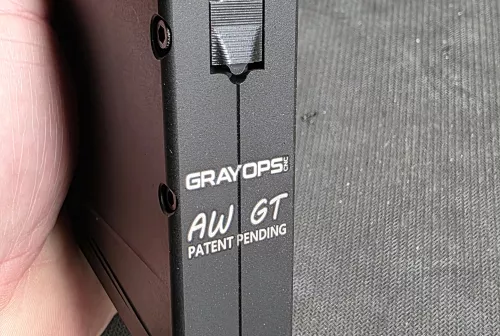 GRAYOPS CNC
AW GT
PATENT PENDING